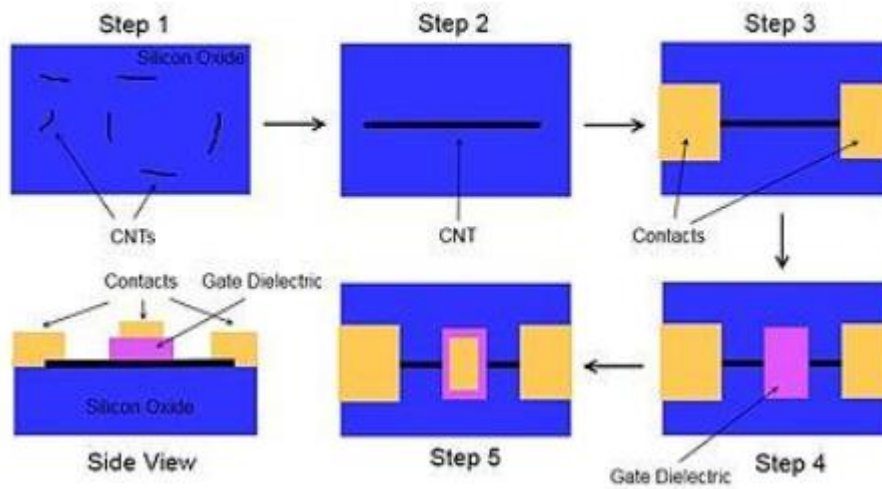 Step 1
Step 2
Step 3
Silicon Oxide
CNTs
CNT
Contacts
Contacts
Gate Dielectric
Silicon Oxide
Side View
Step 5
Step 4
Gate Dielectric